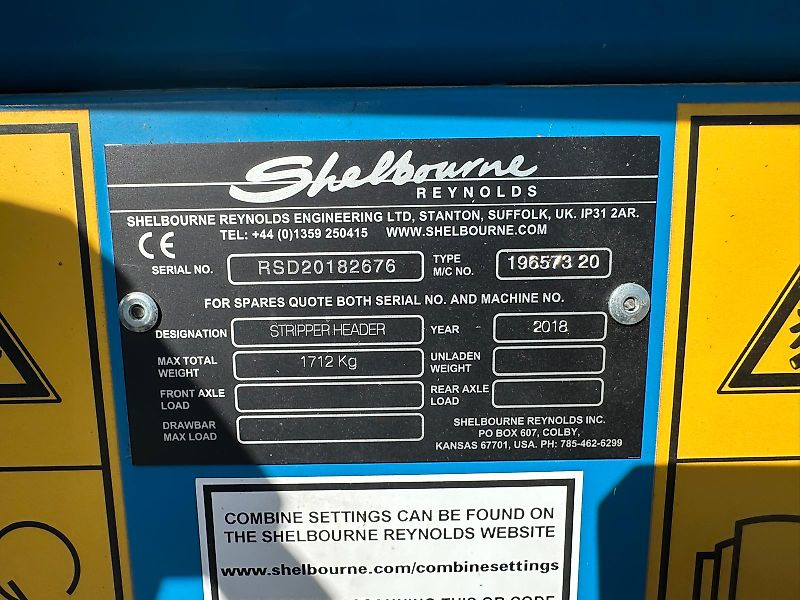 Shelbourne
REYNOLDS
SHELBOURNE REYNOLDS ENGINEERING LTD, STANTON, SUFFOLK, UK. IP31 2AR.
TEL: +44 (0)1359 250415 WWW.SHELBOURNE.COM
CE
SERIAL NO. RSD20182676 TYPE M/C NO. 196573 20
FOR SPARES QUOTE BOTH SERIAL NO. AND MACHINE NO.
DESIGNATION STRIPPER HEADER YEAR 2018
MAX TOTAL WEIGHT 1712 Kg UNLADEN WEIGHT
FRONT AXLE LOAD REAR AXLE LOAD
DRAWBAR MAX LOAD
SHELBOURNE REYNOLDS INC.
PO BOX 607, COLBY,
KANSAS 67701, USA. PH: 785-462-6299
COMBINE SETTINGS CAN BE FOUND ON
THE SHELBOURNE REYNOLDS WEBSITE
www.shelbourne.com/combinesettings